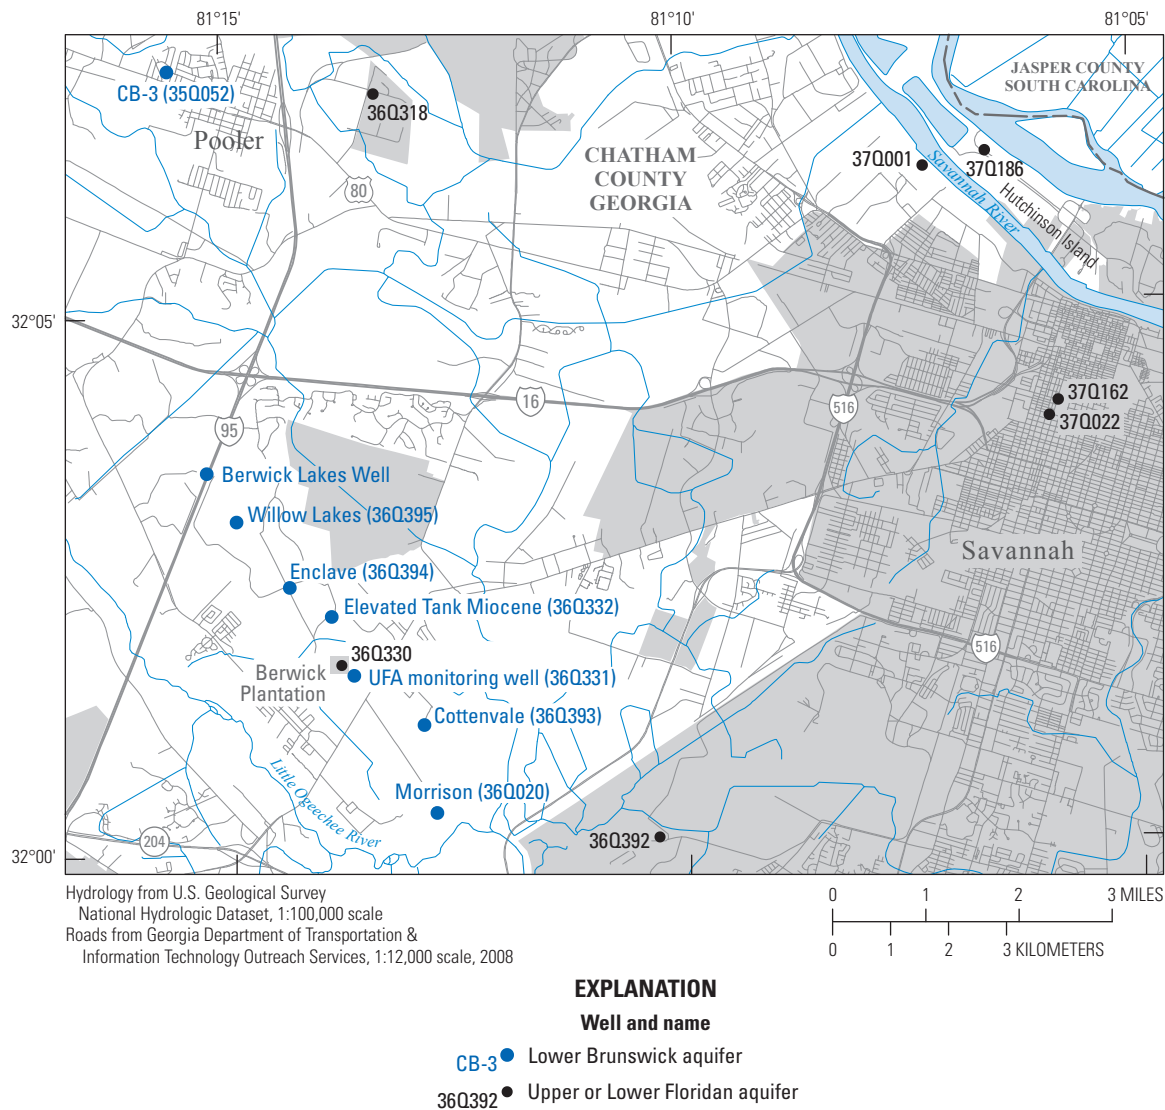 81°15'
81°10'
81°05'
JASPER COUNTY
SOUTH CAROLINA
CB-3 (35Q052)
36Q318
Pooler
CHATHAM
COUNTY
GEORGIA
37Q001
37Q186
Savannah River
Hutchinson Island
80
32°05'
16
95
516
37Q162
37Q022
Berwick Lakes Well
Willow Lakes (36Q395)
Savannah
Enclave (36Q394)
Elevated Tank Miocene (36Q332)
516
36Q330
Berwick
Plantation
UFA monitoring well (36Q331)
Cottenvale (36Q393)
Little Ogeechee River
Morrison (36Q020)
204
36Q392
32°00'
Hydrology from U.S. Geological Survey
National Hydrologic Dataset, 1:100,000 scale
Roads from Georgia Department of Transportation &
Information Technology Outreach Services, 1:12,000 scale, 2008
0 1 2 3 MILES
0 1 2 3 KILOMETERS
EXPLANATION
Well and name
CB-3 Lower Brunswick aquifer
36Q392 Upper or Lower Floridan aquifer